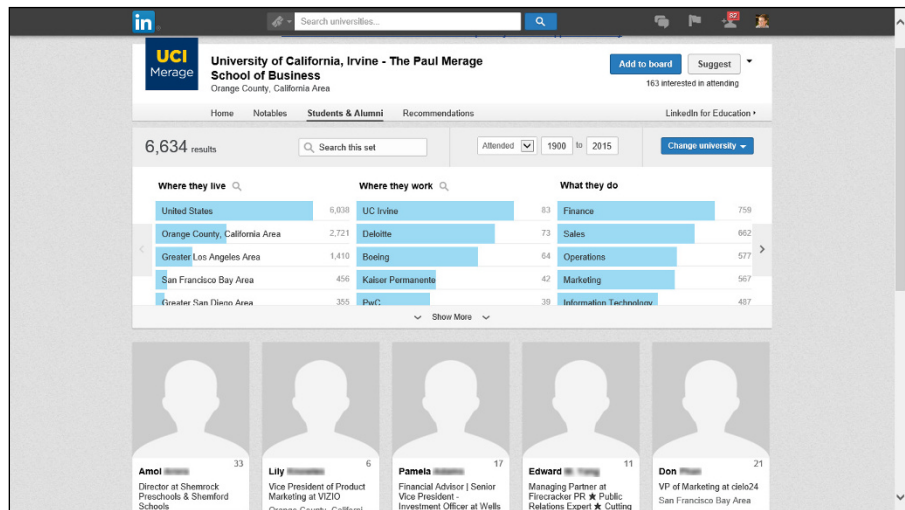 in
Search universities...
82
UCI
Merage
University of California, Irvine - The Paul Merage
School of Business
Orange County, California Area
Add to board
Suggest
163 interested in attending
Home Notables Students & Alumni Recommendations
LinkedIn for Education
6,634 results
Search this set
Attended 1900 to 2015
Change university
Where they live
United States 6,038
Orange County, California Area 2,721
Greater Los Angeles Area 1,410
San Francisco Bay Area 456
Greater San Diego Area 355
Where they work
UC Irvine 83
Deloitte 73
Boeing 64
Kaiser Permanente 42
PwC 39
What they do
Finance 759
Sales 662
Operations 577
Marketing 567
Information Technology 487
Show More
33
Amol
Director at Shemrock
Preschools & Shemford
Schools
6
Lily
Vice President of Product
Marketing at VIZIO
Orange County, Californi
17
Pamela
Financial Advisor | Senior
Vice President -
Investment Officer at Wells
11
Edward
Managing Partner at
Firecracker PR ★ Public
Relations Expert ★ Cutting
21
Don
VP of Marketing at cielo24
San Francisco Bay Area